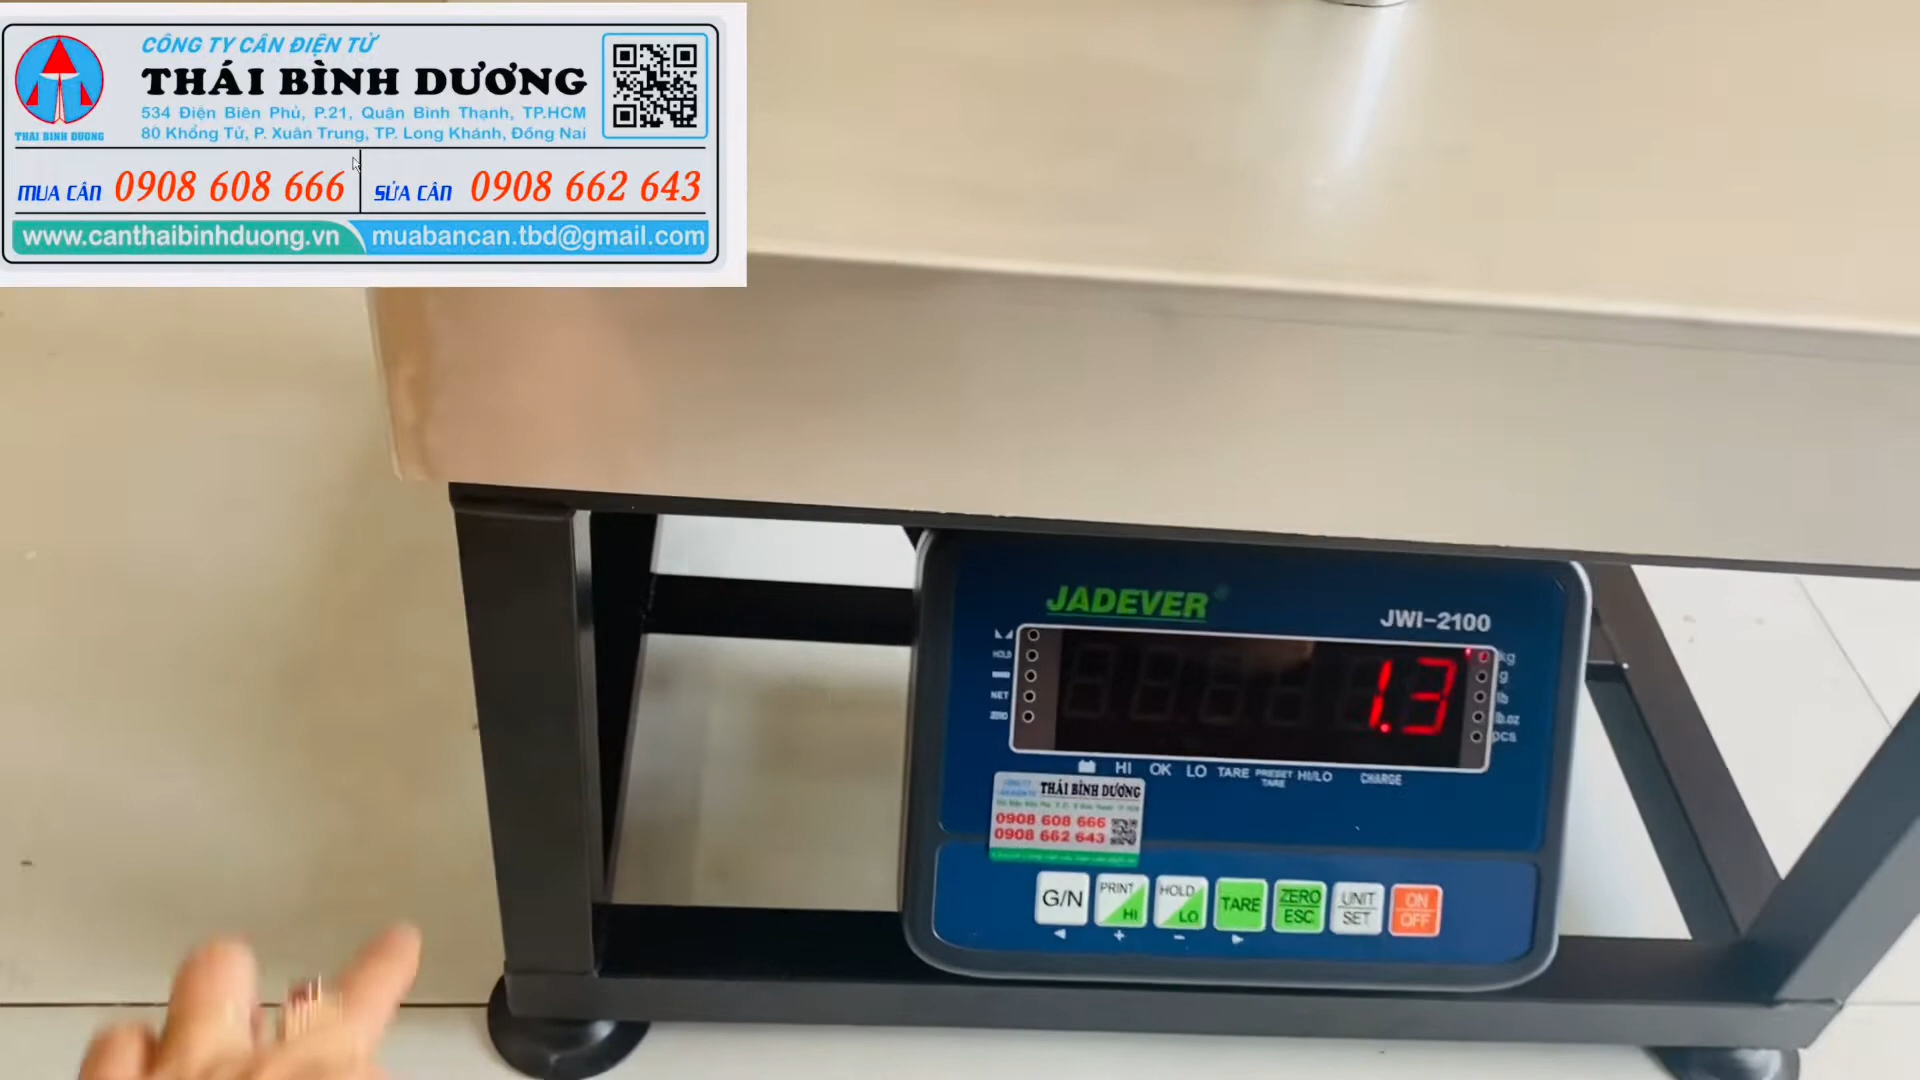 CÔNG TY CÂN ĐIỆN TỬ
THÁI BÌNH DƯƠNG
534 Điện Biên Phủ, P.21, Quận Bình Thạnh, TP.HCM
80 Khổng Tử, P. Xuân Trung, TP. Long Khánh, Đồng Nai
THAI BINH DUONG
MUA CÂN 0908 608 666
SỬA CÂN 0908 662 643
www.canthaibinhduong.vn
muabancan.tbd@gmail.com
JADEVER®
JWI-2100
HOLD
NET
ZERO
1.3
kg
g
lb
lb.oz
pcs
HI OK LO TARE PRESET TARE HI/LO CHARGE
THÁI BÌNH DƯƠNG
0908 608 666
0908 662 643
G/N
PRINT HI
HOLD LO
TARE
ZERO ESC
UNIT SET
ON OFF